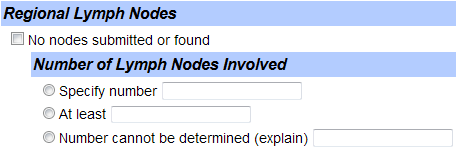 Regional Lymph Nodes
No nodes submitted or found
Number of Lymph Nodes Involved
Specify number
At least
Number cannot be determined (explain)